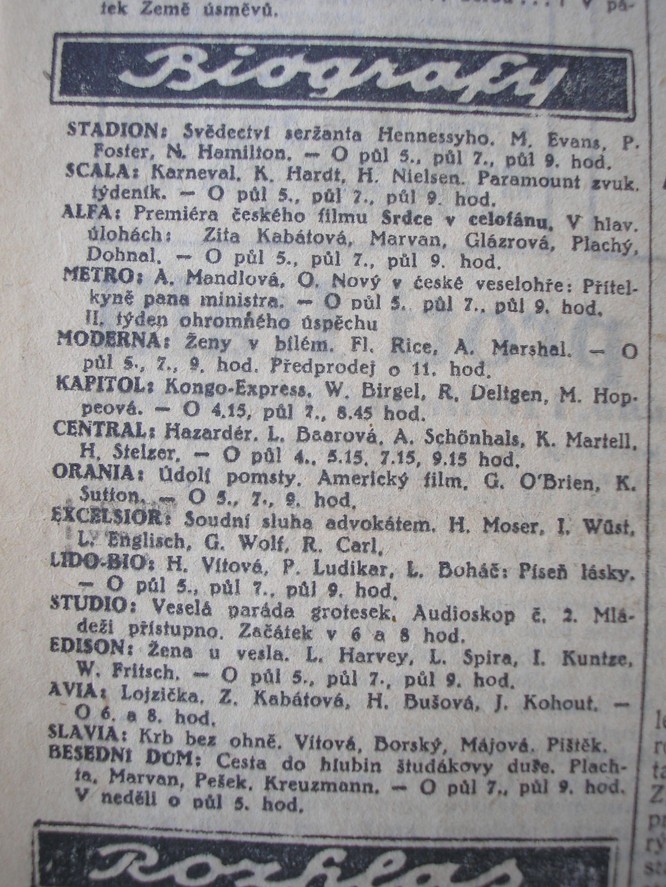 tek Země úsměvů.
Biografy
STADION: Svědectví seržanta Hennessyho. M. Evans, P.
Foster, N. Hamilton. — O půl 5., půl 7., půl 9. hod.
SCALA: Karneval. K. Hardt, H. Nielsen. Paramount zvuk.
týdeník. — O půl 5., půl 7., půl 9. hod.
ALFA: Premiéra českého filmu Srdce v celofánu. V hlav.
úlohách: Zita Kabátová, Marvan, Glázrová, Plachý,
Dohnal. — O půl 5., půl 7., půl 9. hod.
METRO: A. Mandlová, O. Nový v české veselohře: Přítel-
kyně pana ministra. — O půl 5. půl 7., půl 9. hod.
II. týden ohromného úspěchu
MODERNA: Ženy v bílém. Fl. Rice, A. Marshal. — O
půl 5., 7., 9. hod. Předprodej o 11. hod.
KAPITOL: Kongo-Express. W. Birgel, R. Deltgen, M. Hop-
peová. — O 4.15, půl 7., 8.45 hod.
CENTRAL: Hazardér. L. Baarová, A. Schönhals, K. Martell,
H. Stelzer. — O půl 4., 5.15, 7.15, 9.15 hod.
ORANIA: Údolí pomsty. Americký film. G. O'Brien, K.
Sutton. — O 5., 7., 9. hod.
EXCELSIOR: Soudní sluha advokátem. H. Moser, I. Wüst,
L. Englisch, G. Wolf, R. Carl.
LIDO-BIO: H. Vítová, P. Ludikar, L. Boháč: Píseň lásky.
— O půl 5., půl 7., půl 9. hod.
STUDIO: Veselá paráda grotesek. Audioskop č. 2. Mlá-
deži přístupno. Začátek v 6 a 8 hod.
EDISON: Žena u vesla. L. Harvey, L. Spira, I. Kuntze,
W. Fritsch. — O půl 5., půl 7., půl 9. hod.
AVIA: Lojzička. Z. Kabátová, H. Bušová, J. Kohout. —
O 6. a 8. hod.
SLAVIA: Krb bez ohně. Vítová, Borský, Májová, Pištěk.
BESEDNÍ DŮM: Cesta do hlubin študákovy duše. Plach-
ta, Marvan, Pešek, Kreuzmann. — O půl 7., půl 9. hod.
V neděli o půl 5. hod.
Rozhlas